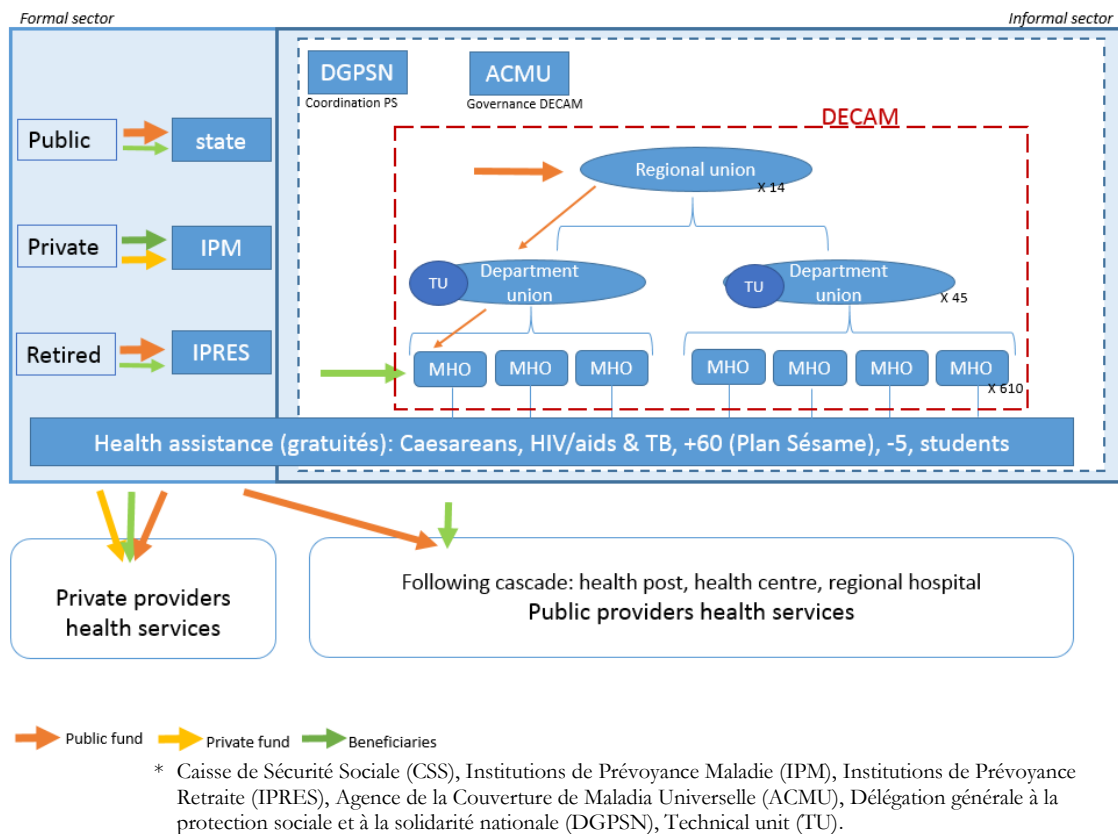 Formal sector
Informal sector
DGPSN
Coordination PS
ACMU
Governance DECAM
DECAM
Public
state
Regional union
X 14
Private
IPM
TU
Department
union
TU
Department
union
X 45
Retired
IPRES
MHO
MHO
MHO
MHO
MHO
MHO
MHO
X 610
Health assistance (gratuités): Caesareans, HIV/aids & TB, +60 (Plan Sésame), -5, students
Private providers
health services
Following cascade: health post, health centre, regional hospital
Public providers health services
Public fund
Private fund
Beneficiaries
* Caisse de Sécurité Sociale (CSS), Institutions de Prévoyance Maladie (IPM), Institutions de Prévoyance
Retraite (IPRES), Agence de la Couverture de Maladia Universelle (ACMU), Délégation générale à la
protection sociale et à la solidarité nationale (DGPSN), Technical unit (TU).